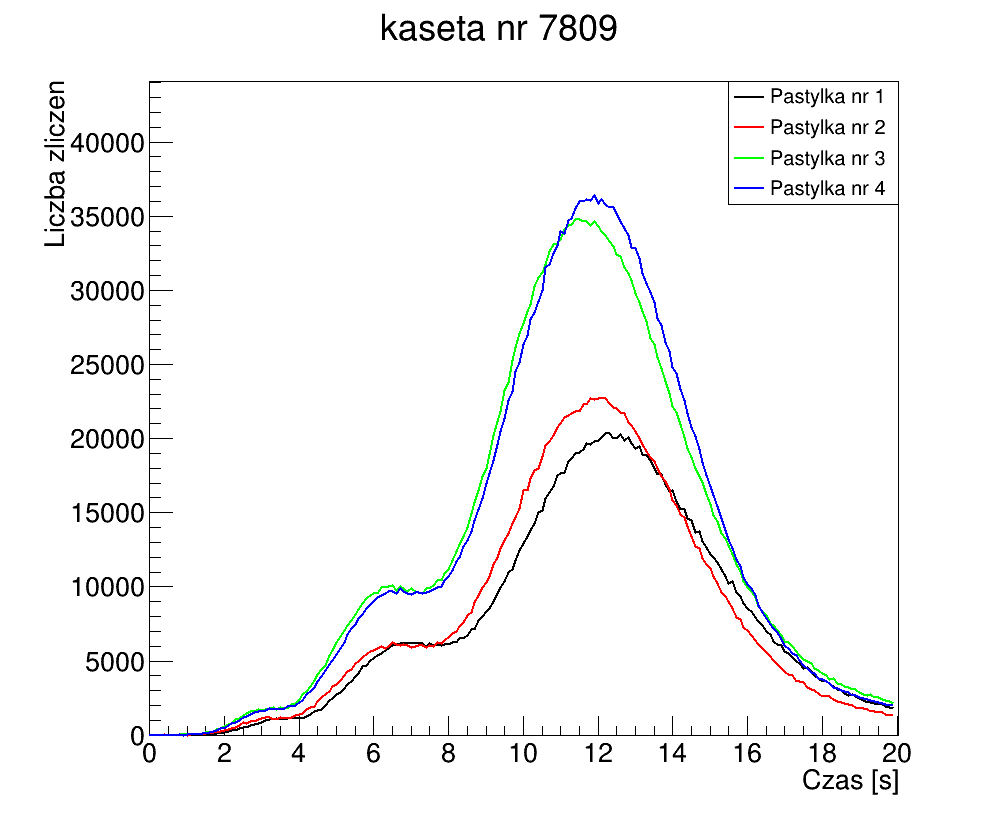 kaseta nr 7809
Liczba zliczen
Pastylka nr 1
Pastylka nr 2
Pastylka nr 3
Pastylka nr 4
40000
35000
30000
25000
20000
15000
10000
5000
0
0 2 4 6 8 10 12 14 16 18 20
Czas [s]